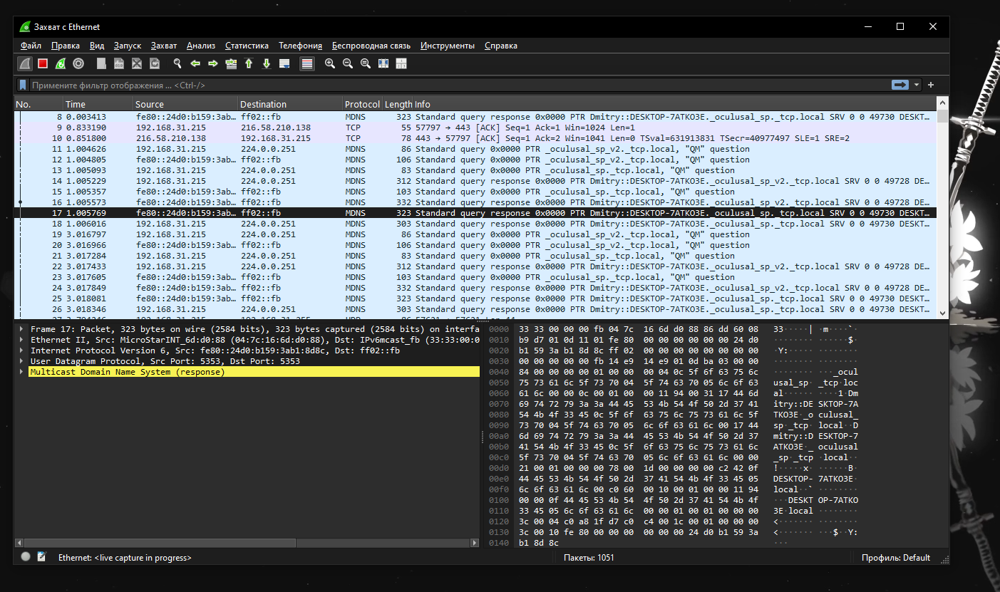 Захват с Ethernet
Файл Правка Вид Запуск Захват Анализ Статистика Телефония Беспроводная связь Инструменты Справка
Примените фильтр отображения ... <Ctrl-/>
No. Time Source Destination Protocol Length Info
8 0.003413 fe80::24d0:b159:3ab… ff02::fb MDNS 323 Standard query response 0x0000 PTR Dmitry::DESKTOP-7ATKO3E._oculusal_sp._tcp.local SRV 0 0 49730 DESKT…
9 0.833190 192.168.31.215 216.58.210.138 TCP 55 57797 → 443 [ACK] Seq=1 Ack=1 Win=1024 Len=1
10 0.851800 216.58.210.138 192.168.31.215 TCP 78 443 → 57797 [ACK] Seq=1 Ack=2 Win=1041 Len=0 TSval=631913831 TSecr=40977497 SLE=1 SRE=2
11 1.004626 192.168.31.215 224.0.0.251 MDNS 86 Standard query 0x0000 PTR _oculusal_sp_v2._tcp.local, "QM" question
12 1.004805 fe80::24d0:b159:3ab… ff02::fb MDNS 106 Standard query 0x0000 PTR _oculusal_sp_v2._tcp.local, "QM" question
13 1.005093 192.168.31.215 224.0.0.251 MDNS 83 Standard query 0x0000 PTR _oculusal_sp._tcp.local, "QM" question
14 1.005229 192.168.31.215 224.0.0.251 MDNS 312 Standard query response 0x0000 PTR Dmitry::DESKTOP-7ATKO3E._oculusal_sp_v2._tcp.local SRV 0 0 49728 DE…
15 1.005357 fe80::24d0:b159:3ab… ff02::fb MDNS 103 Standard query 0x0000 PTR _oculusal_sp._tcp.local, "QM" question
16 1.005573 fe80::24d0:b159:3ab… ff02::fb MDNS 332 Standard query response 0x0000 PTR Dmitry::DESKTOP-7ATKO3E._oculusal_sp_v2._tcp.local SRV 0 0 49728 DE…
17 1.005769 fe80::24d0:b159:3ab… ff02::fb MDNS 323 Standard query response 0x0000 PTR Dmitry::DESKTOP-7ATKO3E._oculusal_sp._tcp.local SRV 0 0 49730 DESKT…
18 1.006016 192.168.31.215 224.0.0.251 MDNS 303 Standard query response 0x0000 PTR Dmitry::DESKTOP-7ATKO3E._oculusal_sp._tcp.local SRV 0 0 49730 DESKT…
19 3.016797 192.168.31.215 224.0.0.251 MDNS 86 Standard query 0x0000 PTR _oculusal_sp_v2._tcp.local, "QM" question
20 3.016966 fe80::24d0:b159:3ab… ff02::fb MDNS 106 Standard query 0x0000 PTR _oculusal_sp_v2._tcp.local, "QM" question
21 3.017284 192.168.31.215 224.0.0.251 MDNS 83 Standard query 0x0000 PTR _oculusal_sp._tcp.local, "QM" question
22 3.017433 192.168.31.215 224.0.0.251 MDNS 312 Standard query response 0x0000 PTR Dmitry::DESKTOP-7ATKO3E._oculusal_sp_v2._tcp.local SRV 0 0 49728 DE…
23 3.017605 fe80::24d0:b159:3ab… ff02::fb MDNS 103 Standard query 0x0000 PTR _oculusal_sp._tcp.local, "QM" question
24 3.017849 fe80::24d0:b159:3ab… ff02::fb MDNS 332 Standard query response 0x0000 PTR Dmitry::DESKTOP-7ATKO3E._oculusal_sp_v2._tcp.local SRV 0 0 49728 DE…
25 3.018081 fe80::24d0:b159:3ab… ff02::fb MDNS 323 Standard query response 0x0000 PTR Dmitry::DESKTOP-7ATKO3E._oculusal_sp._tcp.local SRV 0 0 49730 DESKT…
26 3.018346 192.168.31.215 224.0.0.251 MDNS 303 Standard query response 0x0000 PTR Dmitry::DESKTOP-7ATKO3E._oculusal_sp._tcp.local SRV 0 0 49730 DESKT…
Frame 17: Packet, 323 bytes on wire (2584 bits), 323 bytes captured (2584 bits) on interfa
Ethernet II, Src: MicroStarINT_6d:d0:88 (04:7c:16:6d:d0:88), Dst: IPv6mcast_fb (33:33:00:0
Internet Protocol Version 6, Src: fe80::24d0:b159:3ab1:8d8c, Dst: ff02::fb
User Datagram Protocol, Src Port: 5353, Dst Port: 5353
Multicast Domain Name System (response)
0000 33 33 00 00 00 fb 04 7c 16 6d d0 88 86 dd 60 08 33·····| ·m····`·
0010 b9 d7 01 0d 11 01 fe 80 00 00 00 00 00 00 24 d0 ········ ······$·
0020 b1 59 3a b1 8d 8c ff 02 00 00 00 00 00 00 00 00 ·Y:····· ········
0030 00 00 00 00 00 fb 14 e9 14 e9 01 0d ba 03 00 00 ········ ········
0040 84 00 00 00 00 01 00 00 00 04 0c 5f 6f 63 75 6c ········ ···_ocul
0050 75 73 61 6c 5f 73 70 04 5f 74 63 70 05 6c 6f 63 usal_sp· _tcp·loc
0060 61 6c 00 00 0c 00 01 00 00 11 94 00 31 17 44 6d al······ ····1·Dm
0070 69 74 72 79 3a 3a 44 45 53 4b 54 4f 50 2d 37 41 itry::DE SKTOP-7A
0080 54 4b 4f 33 45 0c 5f 6f 63 75 6c 75 73 61 6c 5f TKO3E·_o culusal_
0090 73 70 04 5f 74 63 70 05 6c 6f 63 61 6c 00 17 44 sp·_tcp· local··D
00a0 6d 69 74 72 79 3a 3a 44 45 53 4b 54 4f 50 2d 37 mitry::D ESKTOP-7
00b0 41 54 4b 4f 33 45 0c 5f 6f 63 75 6c 75 73 61 6c ATKO3E·_ oculusal
00c0 5f 73 70 04 5f 74 63 70 05 6c 6f 63 61 6c 00 00 _sp·_tcp ·local··
00d0 21 00 01 00 00 00 78 00 1d 00 00 00 00 c2 42 0f !·····x· ······B·
00e0 44 45 53 4b 54 4f 50 2d 37 41 54 4b 4f 33 45 05 DESKTOP- 7ATKO3E·
00f0 6c 6f 63 61 6c 00 c0 60 00 10 00 01 00 00 11 94 local··` ········
0100 00 00 0f 44 45 53 4b 54 4f 50 2d 37 41 54 4b 4f ···DESKT OP-7ATKO
0110 33 45 05 6c 6f 63 61 6c 00 00 01 00 01 00 00 00 3E·local ········
0120 3c 00 04 c0 a8 1f d7 c0 c4 00 1c 00 01 00 00 00 <······· ········
0130 3c 00 10 fe 80 00 00 00 00 00 00 24 d0 b1 59 3a <······· ···$··Y:
0140 b1 8d 8c ···
Ethernet: <live capture in progress> Пакеты: 1051 Профиль: Default